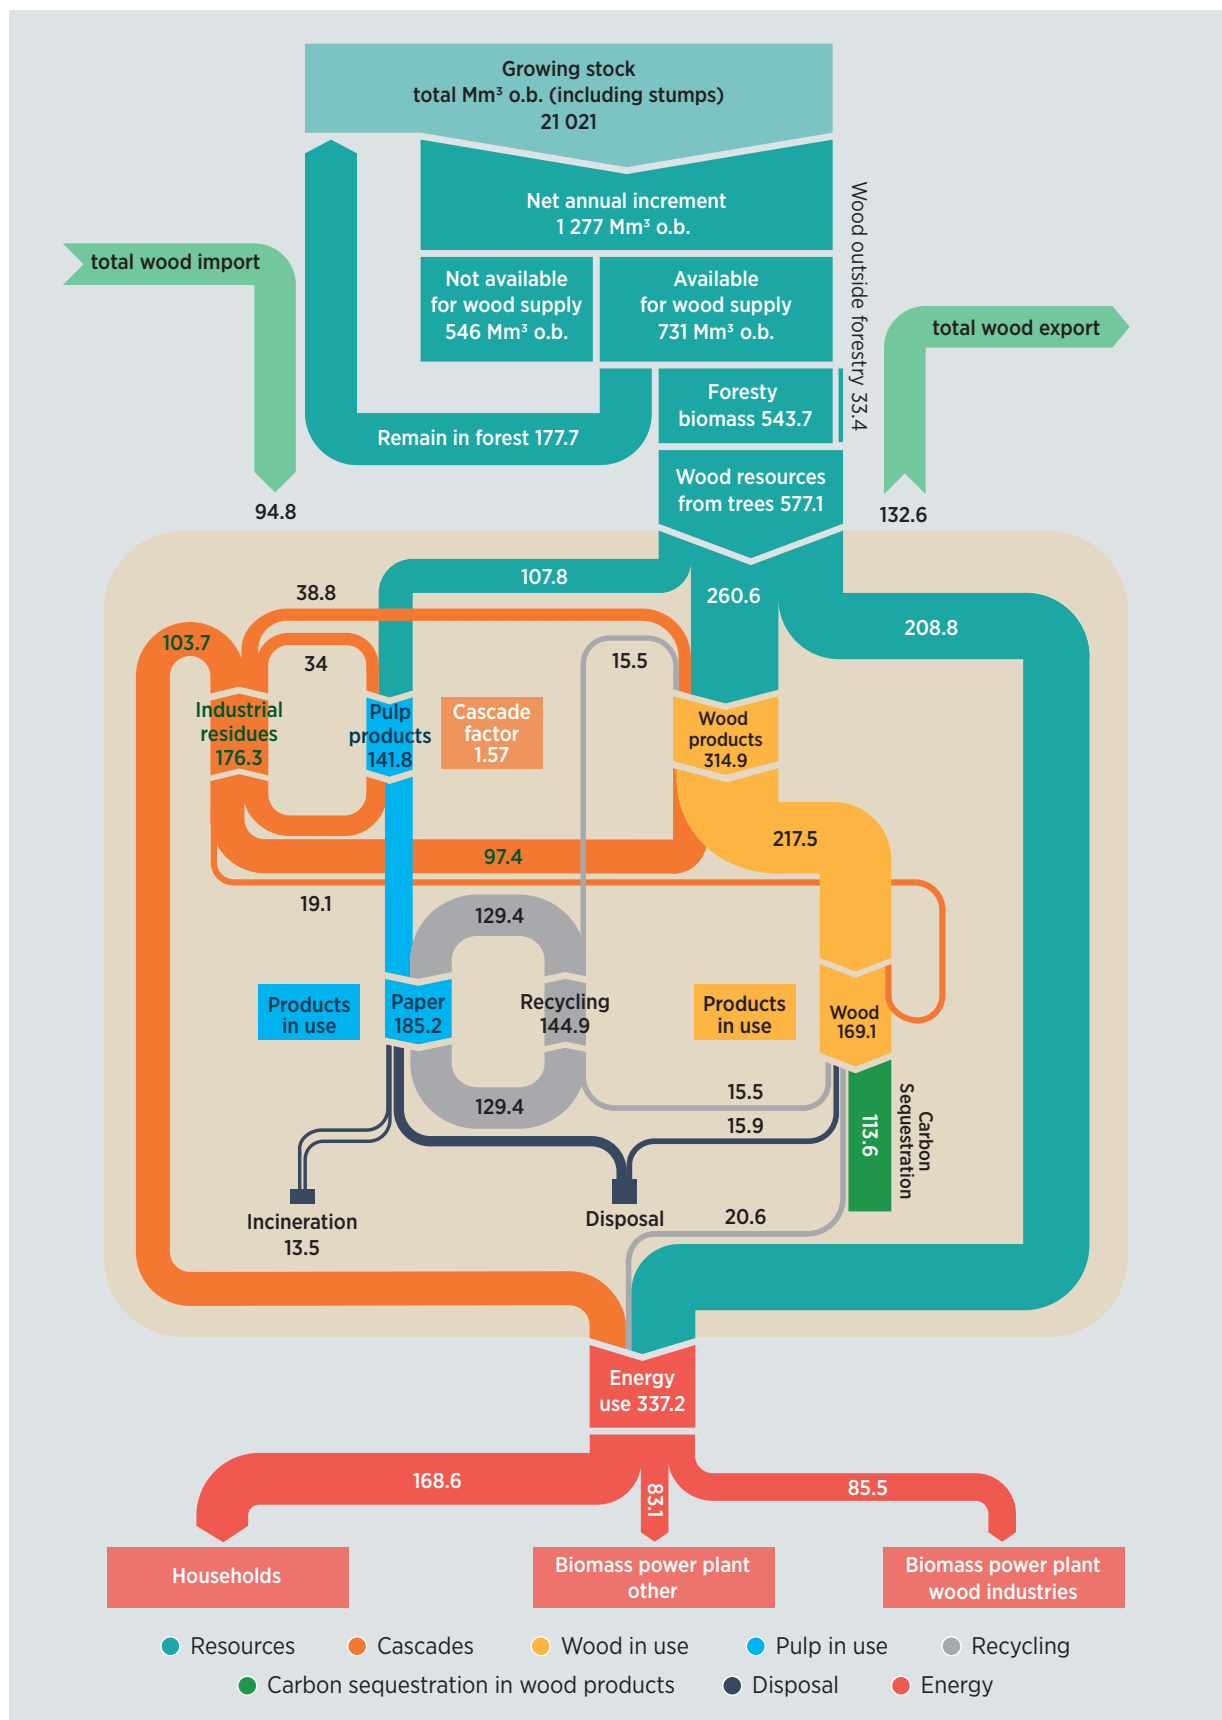 Growing stock
total Mm³ o.b. (including stumps)
21 021
Net annual increment
1 277 Mm³ o.b.
Wood outside forestry 33.4
total wood import
Not available
for wood supply
546 Mm³ o.b.
Available
for wood supply
731 Mm³ o.b.
total wood export
Foresty
biomass 543.7
Remain in forest 177.7
Wood resources
from trees 577.1
94.8
132.6
107.8
38.8
260.6
208.8
103.7
34
15.5
Industrial
residues
176.3
Pulp
products
141.8
Cascade
factor
1.57
Wood
products
314.9
217.5
97.4
19.1
129.4
Products
in use
Paper
185.2
Recycling
144.9
Products
in use
Wood
169.1
15.5
129.4
15.9
113.6
Carbon
Sequestration
Incineration
13.5
Disposal
20.6
Energy
use 337.2
168.6
83.1
85.5
Households
Biomass power plant
other
Biomass power plant
wood industries
Resources
Cascades
Wood in use
Pulp in use
Recycling
Carbon sequestration in wood products
Disposal
Energy